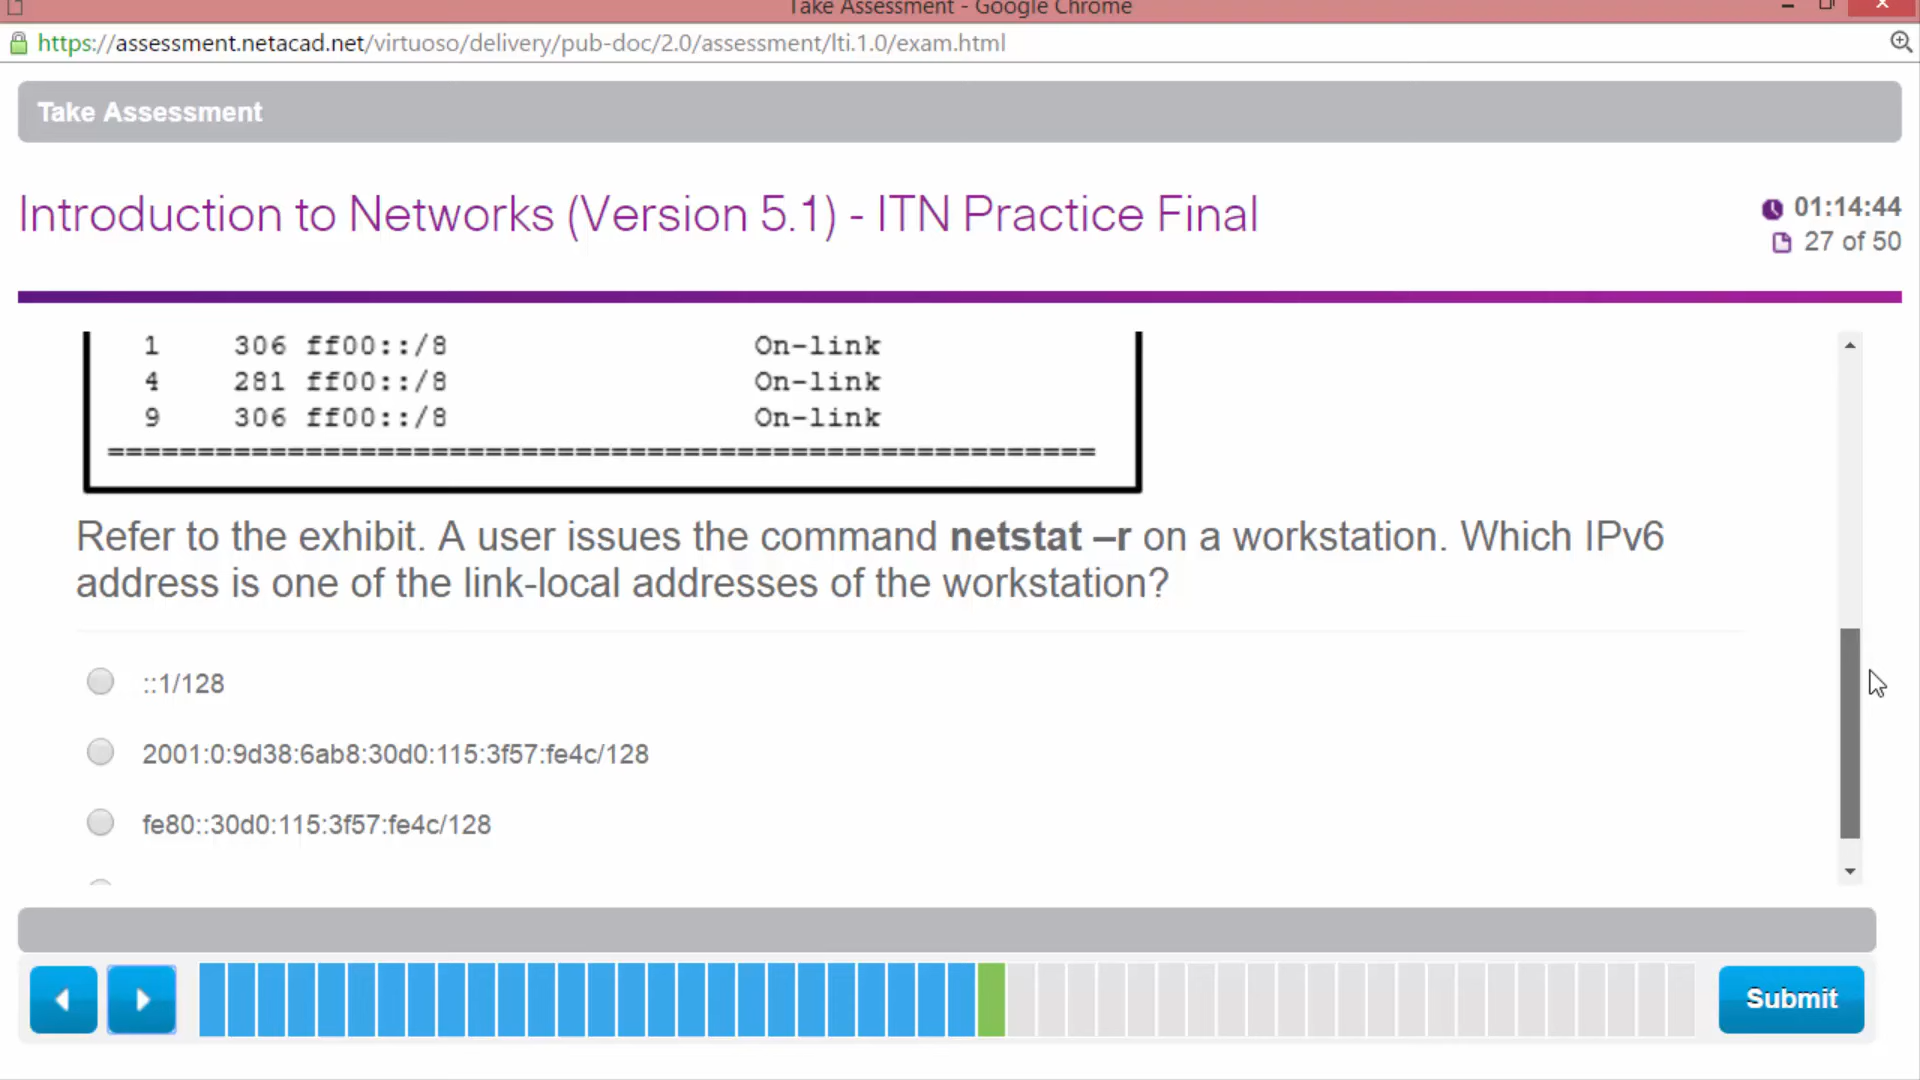 Take Assessment - Google Chrome
https://assessment.netacad.net/virtuoso/delivery/pub-doc/2.0/assessment/lti.1.0/exam.html
Take Assessment
Introduction to Networks (Version 5.1) - ITN Practice Final
01:14:44
27 of 50
1 306 ff00::/8 On-link
4 281 ff00::/8 On-link
9 306 ff00::/8 On-link
=======================================================
Refer to the exhibit. A user issues the command netstat –r on a workstation. Which IPv6
address is one of the link-local addresses of the workstation?
::1/128
2001:0:9d38:6ab8:30d0:115:3f57:fe4c/128
fe80::30d0:115:3f57:fe4c/128
Submit